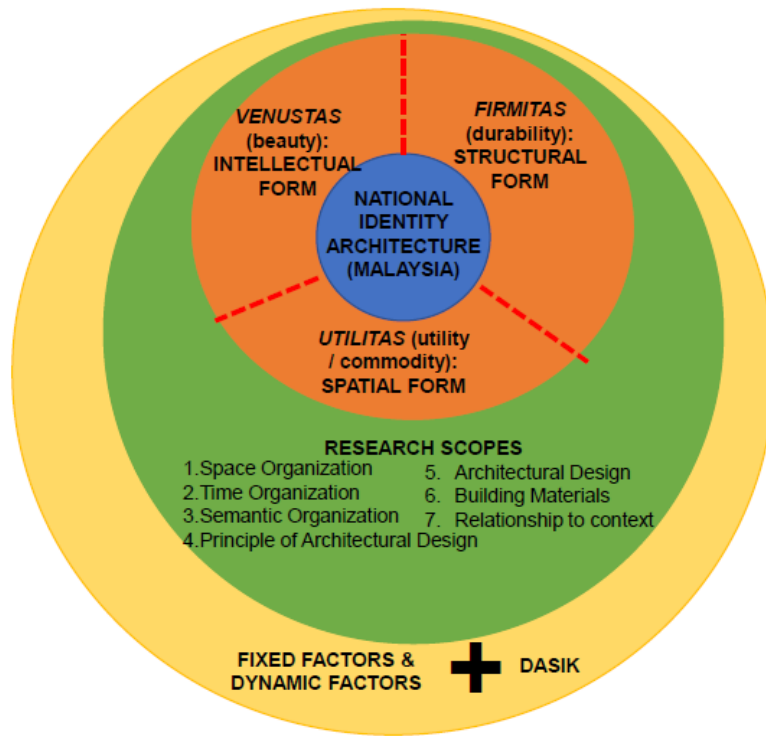 VENUSTAS
(beauty):
INTELLECTUAL
FORM
FIRMITAS
(durability):
STRUCTURAL
FORM
NATIONAL
IDENTITY
ARCHITECTURE
(MALAYSIA)
UTILITAS (utility
/ commodity):
SPATIAL FORM
RESEARCH SCOPES
1.Space Organization
2.Time Organization
3.Semantic Organization
4.Principle of Architectural Design
5. Architectural Design
6. Building Materials
7. Relationship to context
FIXED FACTORS &
DYNAMIC FACTORS
+
DASIK